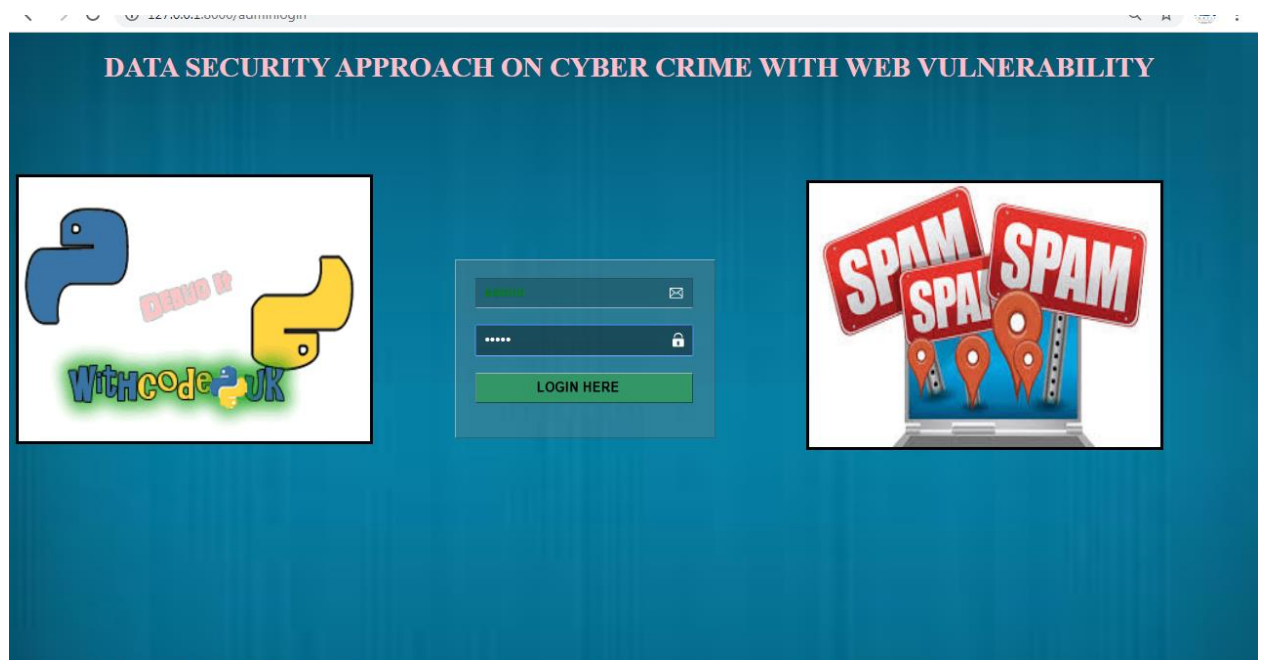 127.0.0.1:8000/adminlogin
DATA SECURITY APPROACH ON CYBER CRIME WITH WEB VULNERABILITY
DEBUG it
WITHCODE UK
admin
•••••
LOGIN HERE
SPAM
SPAM
SPAM